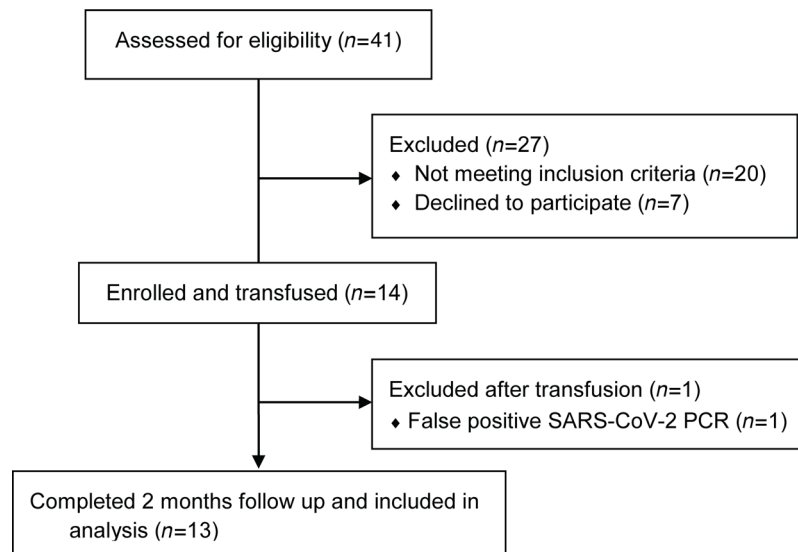 Assessed for eligibility (n=41)
Excluded (n=27)
♦ Not meeting inclusion criteria (n=20)
♦ Declined to participate (n=7)
Enrolled and transfused (n=14)
Excluded after transfusion (n=1)
♦ False positive SARS-CoV-2 PCR (n=1)
Completed 2 months follow up and included in
analysis (n=13)